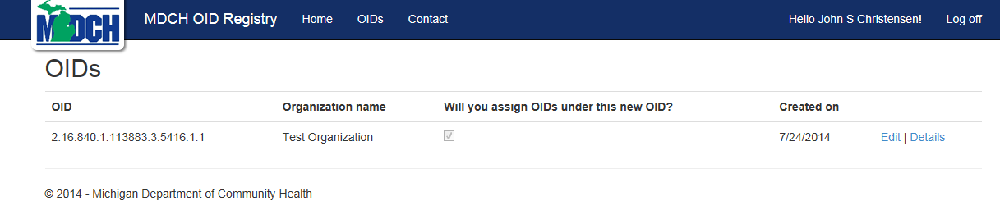 MDCH MDCH OID Registry Home OIDs Contact Hello John S Christensen! Log off
OIDs
OID Organization name Will you assign OIDs under this new OID? Created on
2.16.840.1.113883.3.5416.1.1 Test Organization 7/24/2014 Edit | Details
© 2014 - Michigan Department of Community Health